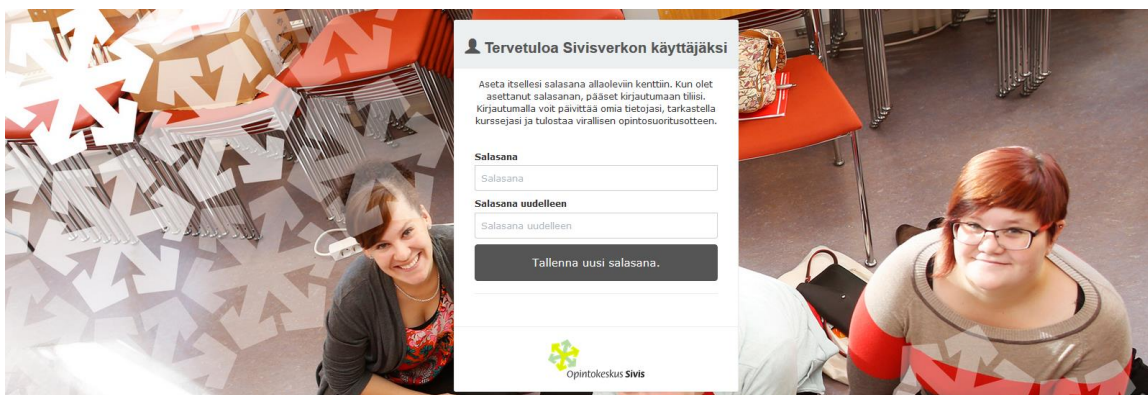 Tervetuloa Sivisverkon käyttäjäksi
Aseta itsellesi salasana allaoleviin kenttiin. Kun olet
asettanut salasanan, pääset kirjautumaan tiliisi.
Kirjautumalla voit päivittää omia tietojasi, tarkastella
kurssejasi ja tulostaa virallisen opintosuoritusotteen.
Salasana
Salasana
Salasana uudelleen
Salasana uudelleen
Tallenna uusi salasana.
Opintokeskus Sivis